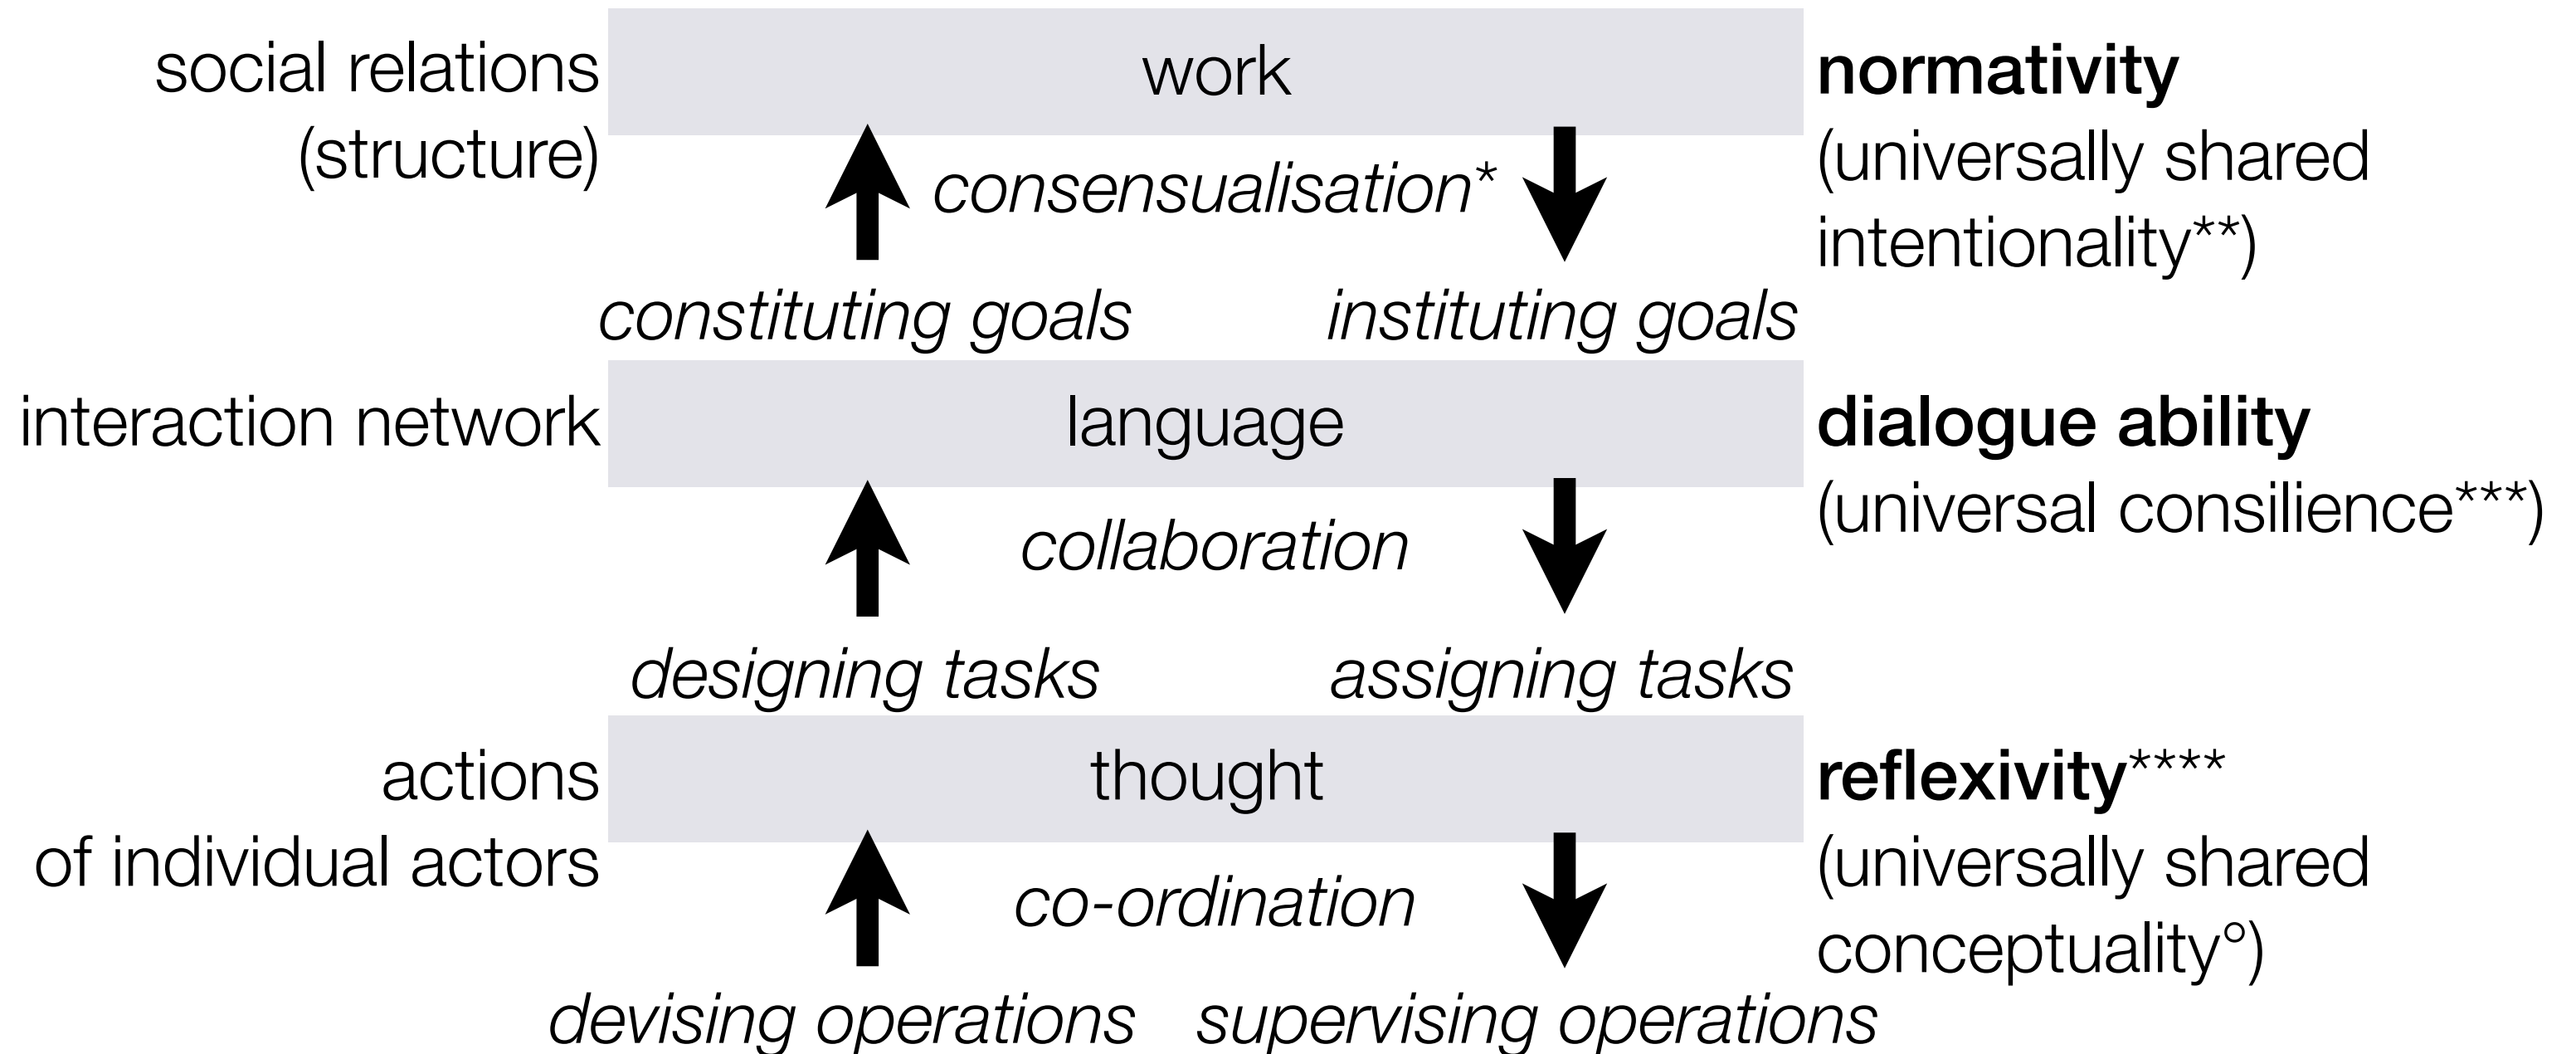 social relations
(structure)
work
normativity
(universally shared
intentionality**)
consensualisation*
constituting goals
instituting goals
interaction network
language
dialogue ability
(universal consilience***)
collaboration
designing tasks
assigning tasks
actions
of individual actors
thought
reflexivity****
(universally shared
conceptuality°)
co-ordination
devising operations
supervising operations